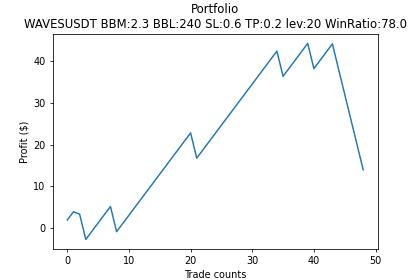 Portfolio
WAVESUSDT BBM:2.3 BBL:240 SL:0.6 TP:0.2 lev:20 WinRatio:78.0
Profit ($)
40
30
20
10
0
0 10 20 30 40 50
Trade counts